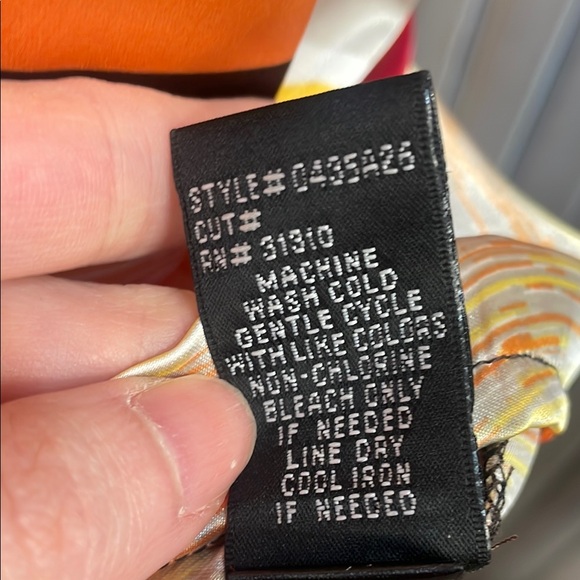 STYLE# 0435A26
CUT#
RN# 91910
MACHINE
WASH COLD
GENTLE CYCLE
WITH LIKE COLORS
NON-CHLORINE
BLEACH ONLY
IF NEEDED
LINE DRY
COOL IRON
IF NEEDED